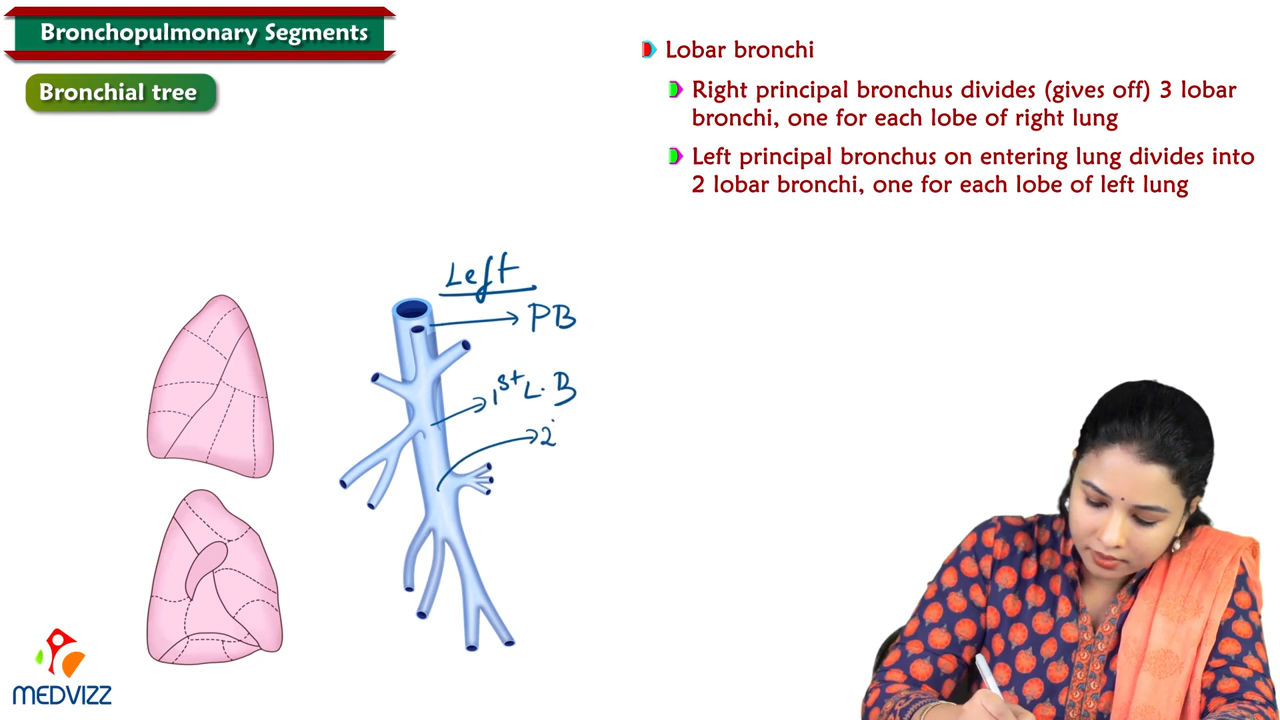 Bronchopulmonary Segments
Bronchial tree
Lobar bronchi
Right principal bronchus divides (gives off) 3 lobar
bronchi, one for each lobe of right lung
Left principal bronchus on entering lung divides into
2 lobar bronchi, one for each lobe of left lung
Left
PB
1st L.B
2
MEDVIZZ